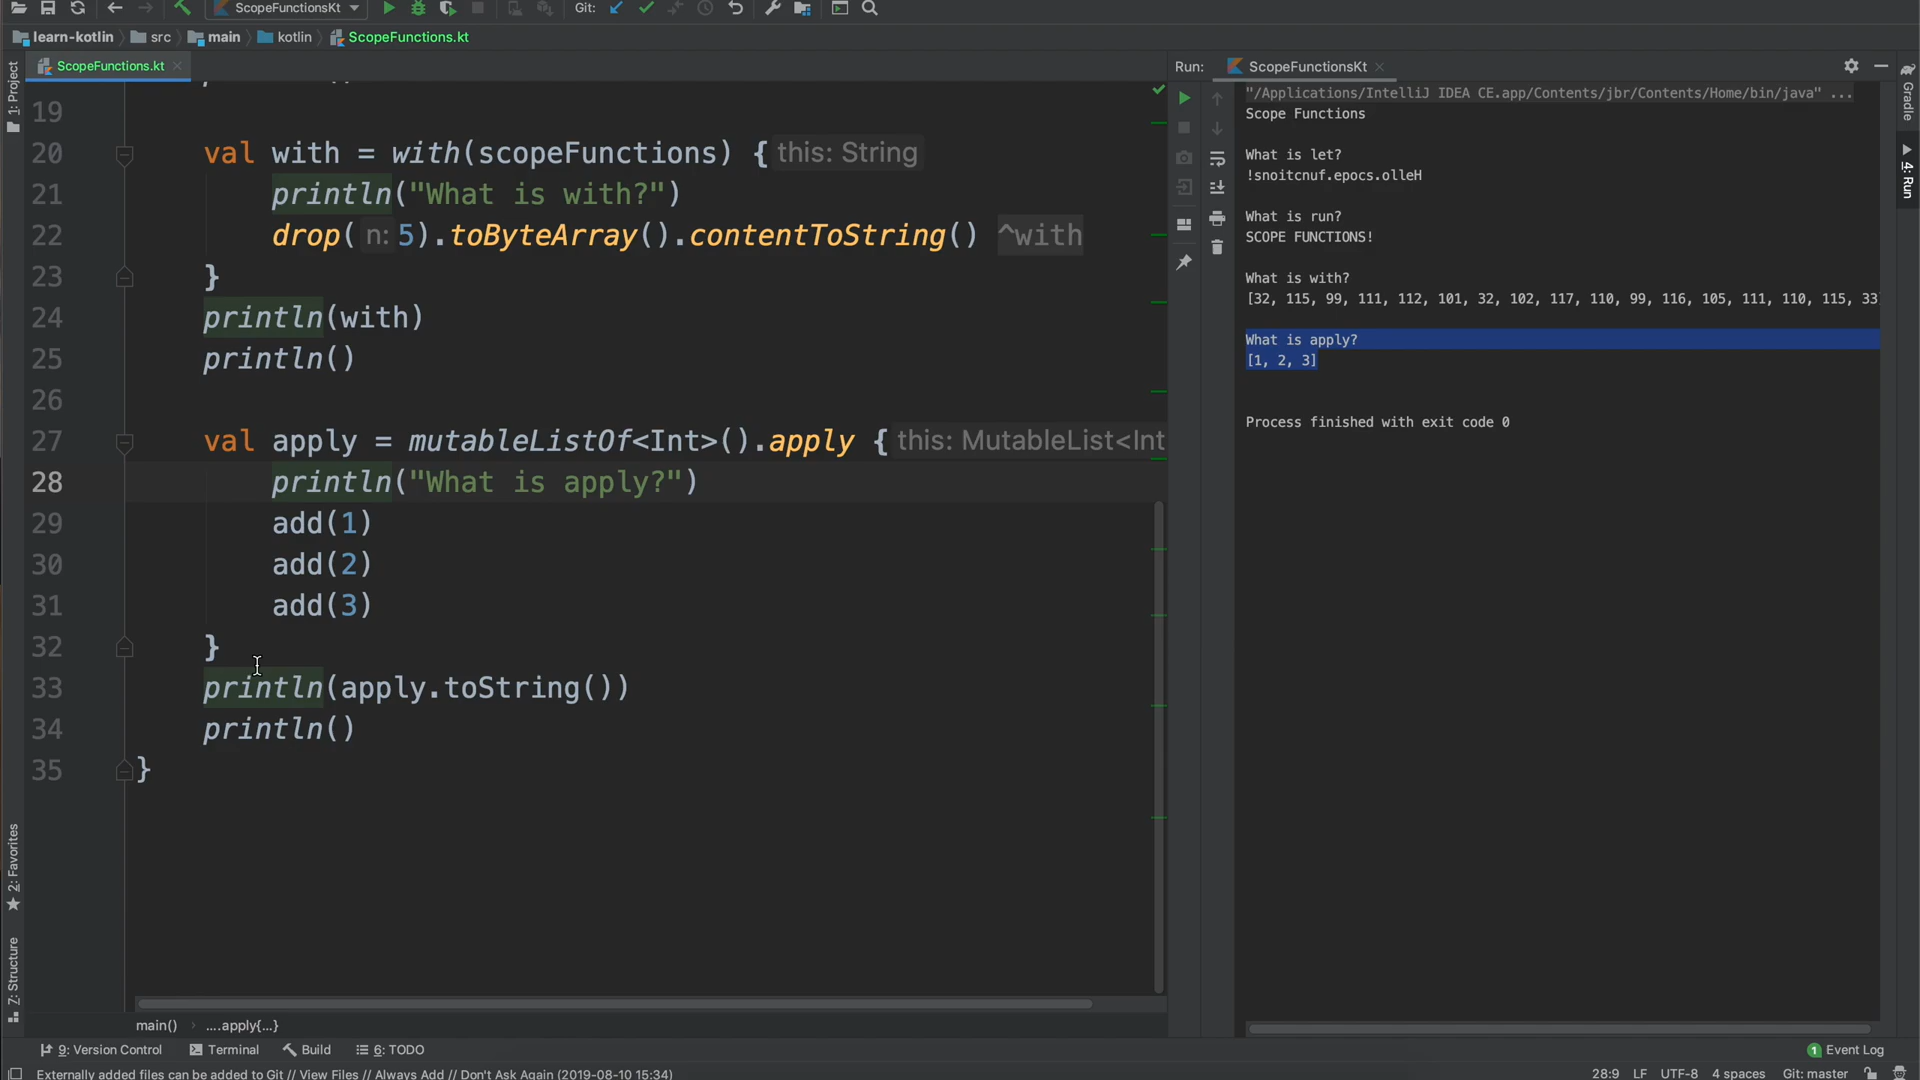 ScopeFunctionsKt
Git:
learn-kotlin src main kotlin ScopeFunctions.kt
ScopeFunctions.kt
1: Project
19
20 val with = with(scopeFunctions) { this: String
21 println("What is with?")
22 drop( n: 5).toByteArray().contentToString() ^with
23 }
24 println(with)
25 println()
26
27 val apply = mutableListOf<Int>().apply { this: MutableList<Int
28 println("What is apply?")
29 add(1)
30 add(2)
31 add(3)
32 }
33 println(apply.toString())
34 println()
35 }
main() ....apply{...}
2: Favorites
7: Structure
Run: ScopeFunctionsKt
"/Applications/IntelliJ IDEA CE.app/Contents/jbr/Contents/Home/bin/java" ...
Scope Functions
What is let?
!snoitcnuf.epocs.olleH
What is run?
SCOPE FUNCTIONS!
What is with?
[32, 115, 99, 111, 112, 101, 32, 102, 117, 110, 99, 116, 105, 111, 110, 115, 33
What is apply?
[1, 2, 3]
Process finished with exit code 0
Gradle
4: Run
9: Version Control Terminal Build 6: TODO
1 Event Log
Externally added files can be added to Git // View Files // Always Add // Don't Ask Again (2019-08-10 15:34)
28:9 LF UTF-8 4 spaces Git: master